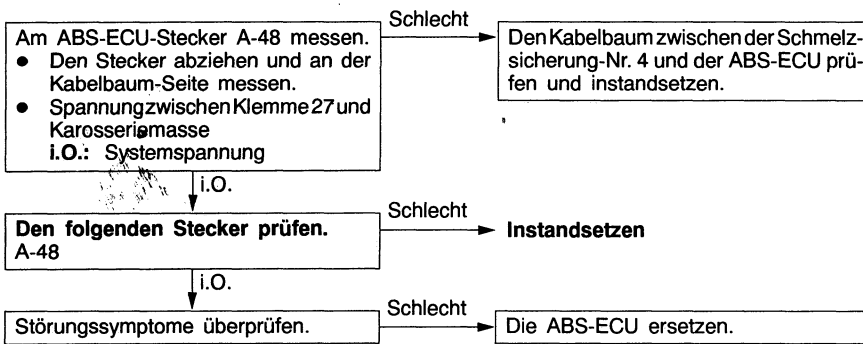 Am ABS-ECU-Stecker A-48 messen.
● Den Stecker abziehen und an der
Kabelbaum-Seite messen.
● Spannung zwischen Klemme 27 und
Karosseriemasse
i.O.: Systemspannung
Schlecht
Den Kabelbaum zwischen der Schmelz-
sicherung-Nr. 4 und der ABS-ECU prü-
fen und instandsetzen.
i.O.
Den folgenden Stecker prüfen.
A-48
Schlecht
Instandsetzen
i.O.
Störungssymptome überprüfen.
Schlecht
Die ABS-ECU ersetzen.